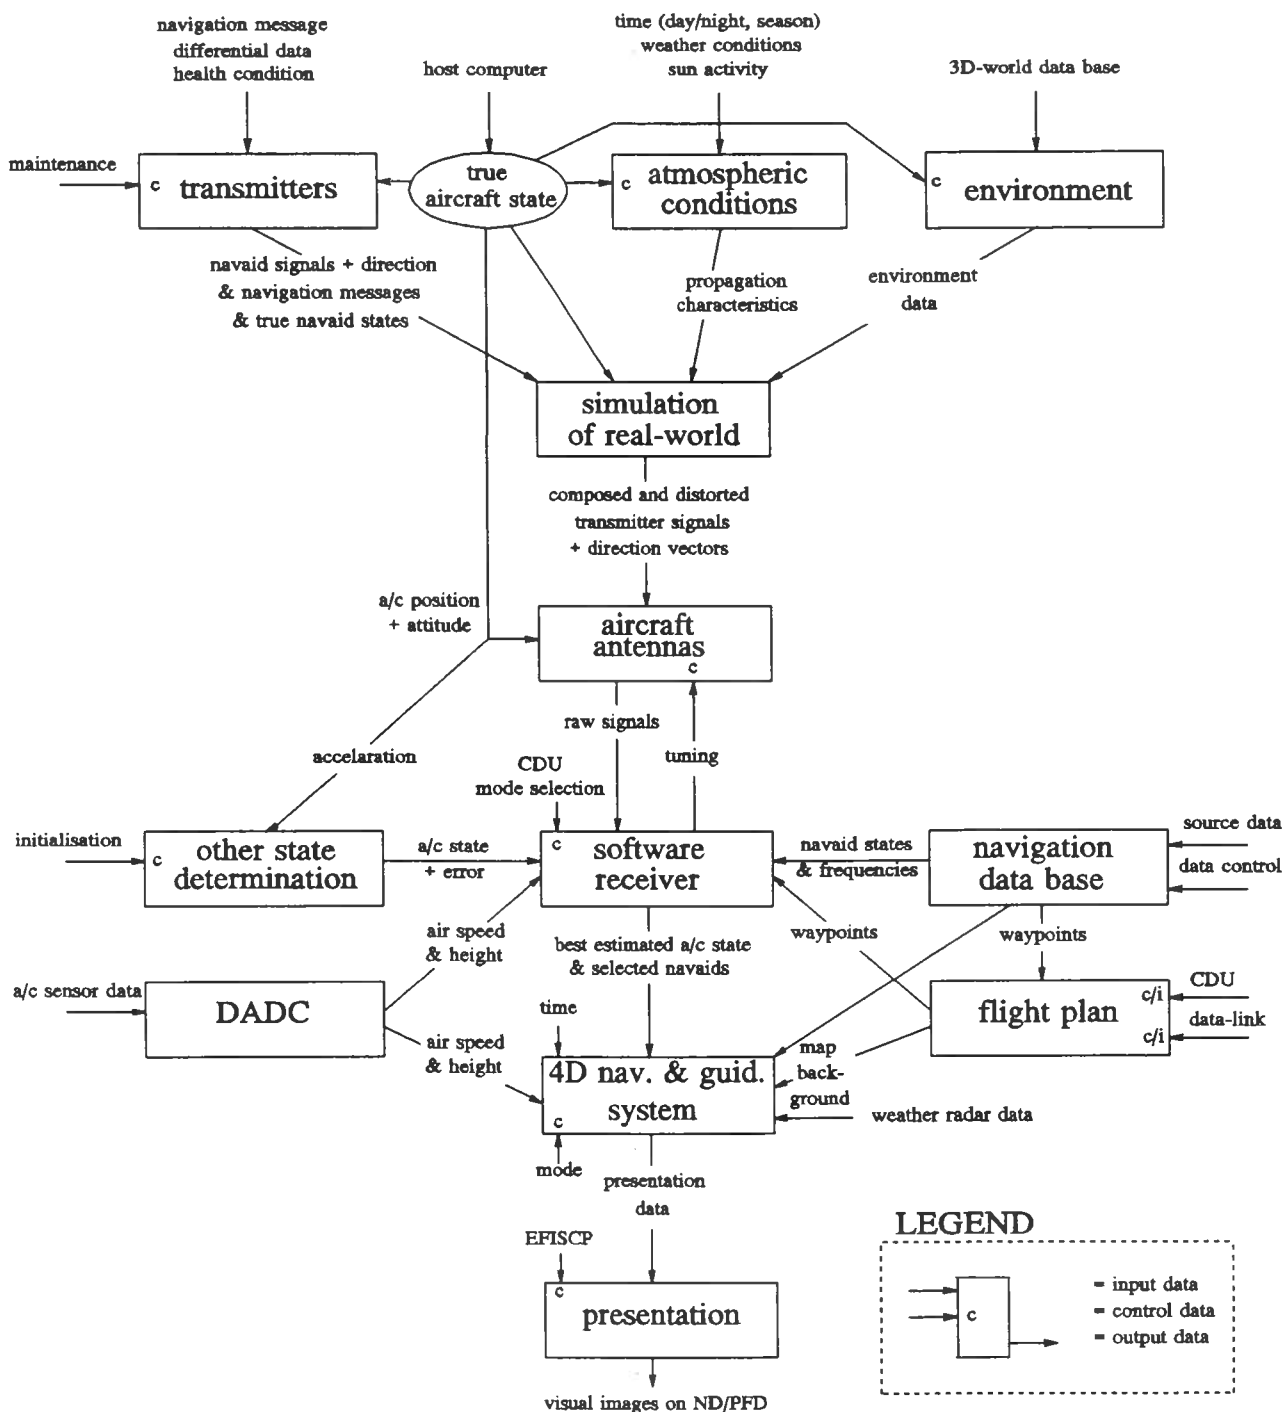 navigation message
differential data
health condition
host computer
time (day/night, season)
weather conditions
sun activity
3D-world data base
maintenance
c
transmitters
true
aircraft state
c
atmospheric
conditions
c
environment
navaid signals + direction
& navigation messages
& true navaid states
propagation
characteristics
environment
data
simulation
of real-world
composed and distorted
transmitter signals
+ direction vectors
a/c position
+ attitude
aircraft
antennas
c
raw signals
tuning
accelaration
CDU
mode selection
initialisation
c
other state
determination
a/c state
+ error
c
software
receiver
navaid states
& frequencies
navigation
data base
source data
data control
air speed
& height
best estimated a/c state
& selected navaids
waypoints
waypoints
a/c sensor data
DADC
time
flight plan
c/i
CDU
c/i
data-link
air speed
& height
4D nav. & guid.
system
c
map
back-
ground
weather radar data
mode
presentation
data
EFISCP
c
presentation
visual images on ND/PFD
LEGEND
c
= input data
= control data
= output data